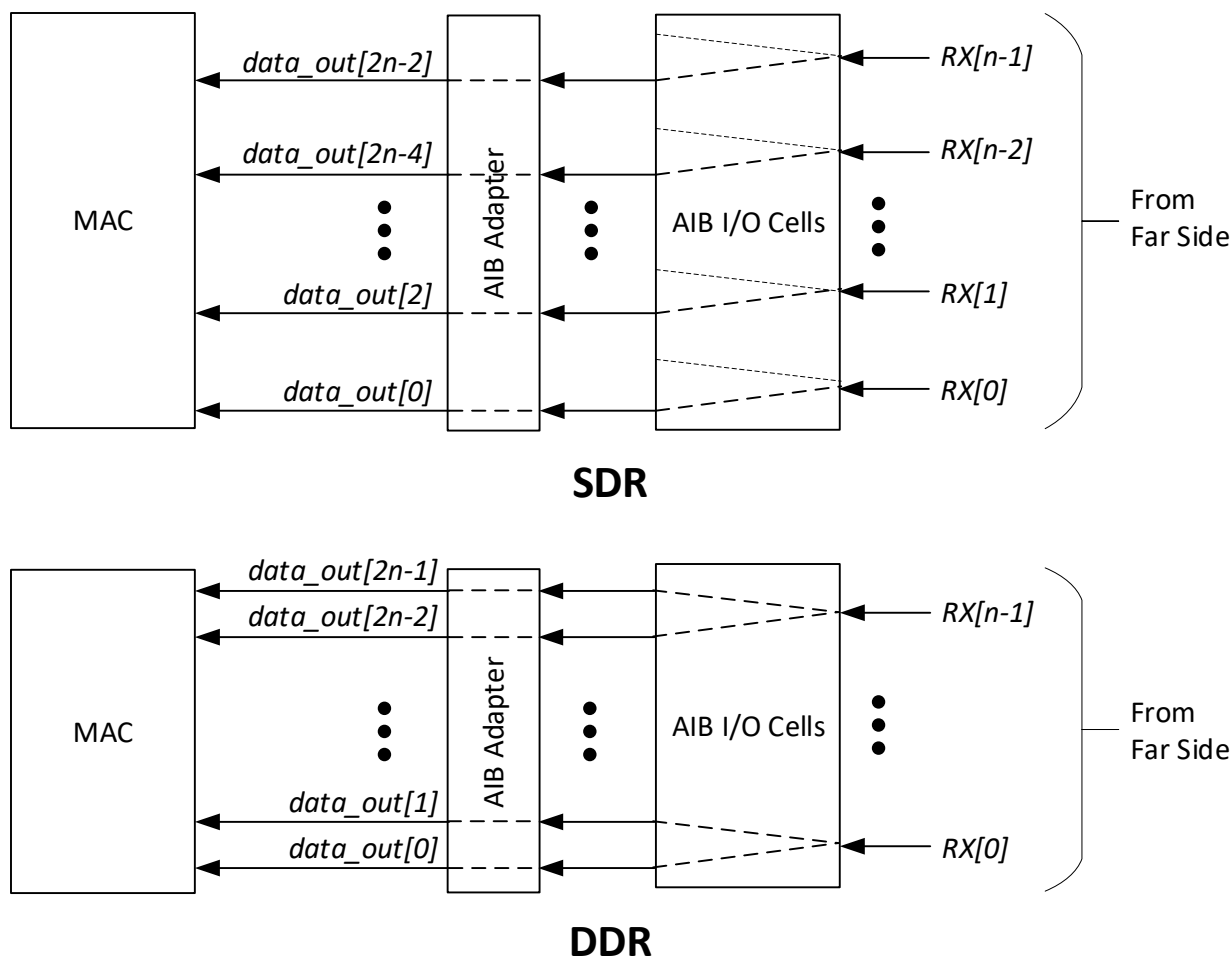 data_out[2n-2]
RX[n-1]
data_out[2n-4]
RX[n-2]
MAC
AIB Adapter
AIB I/O Cells
From
Far Side
data_out[2]
RX[1]
data_out[0]
RX[0]
SDR
data_out[2n-1]
RX[n-1]
data_out[2n-2]
MAC
AIB Adapter
AIB I/O Cells
From
Far Side
data_out[1]
data_out[0]
RX[0]
DDR